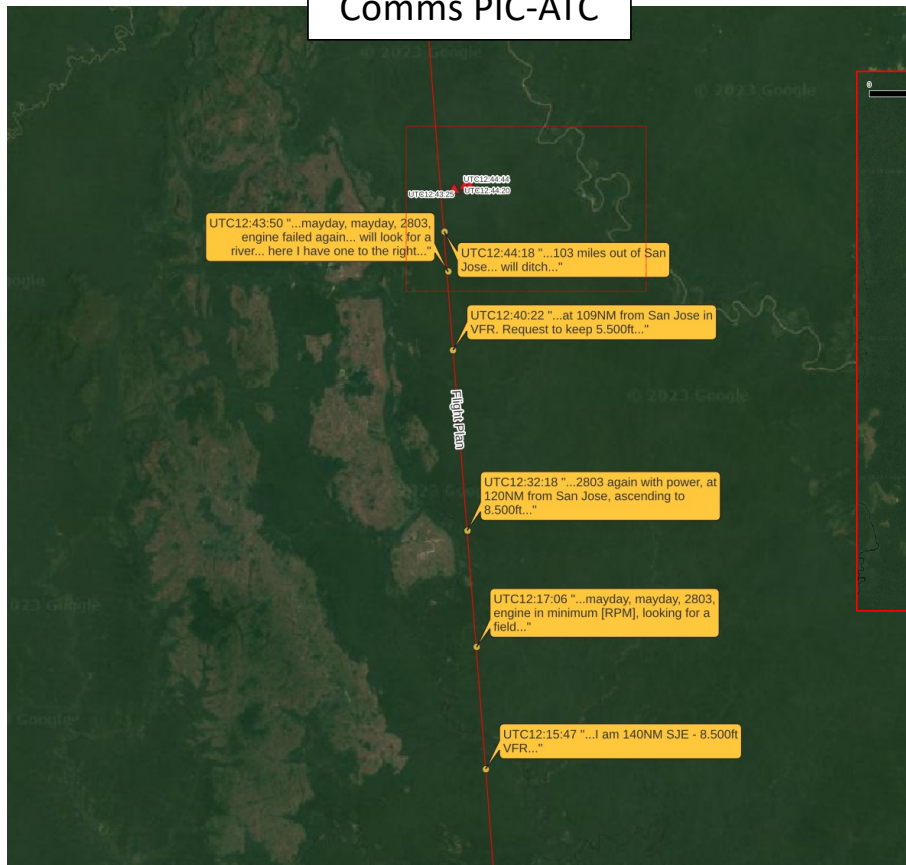 Comms PIC-ATC
© 2023 Google
© 2023 Google
UTC12:44:44
UTC12:43:25
UTC12:44:20
UTC12:43:50 "...mayday, mayday, 2803,
engine failed again... will look for a
river... here I have one to the right..."
UTC12:44:18 "...103 miles out of San
Jose... will ditch..."
UTC12:40:22 "...at 109NM from San Jose in
VFR. Request to keep 5.500ft..."
© 2023 Google
Flight Plan
UTC12:32:18 "...2803 again with power, at
120NM from San Jose, ascending to
8.500ft..."
UTC12:17:06 "...mayday, mayday, 2803,
engine in minimum [RPM], looking for a
field..."
UTC12:15:47 "...I am 140NM SJE - 8.500ft
VFR..."
0